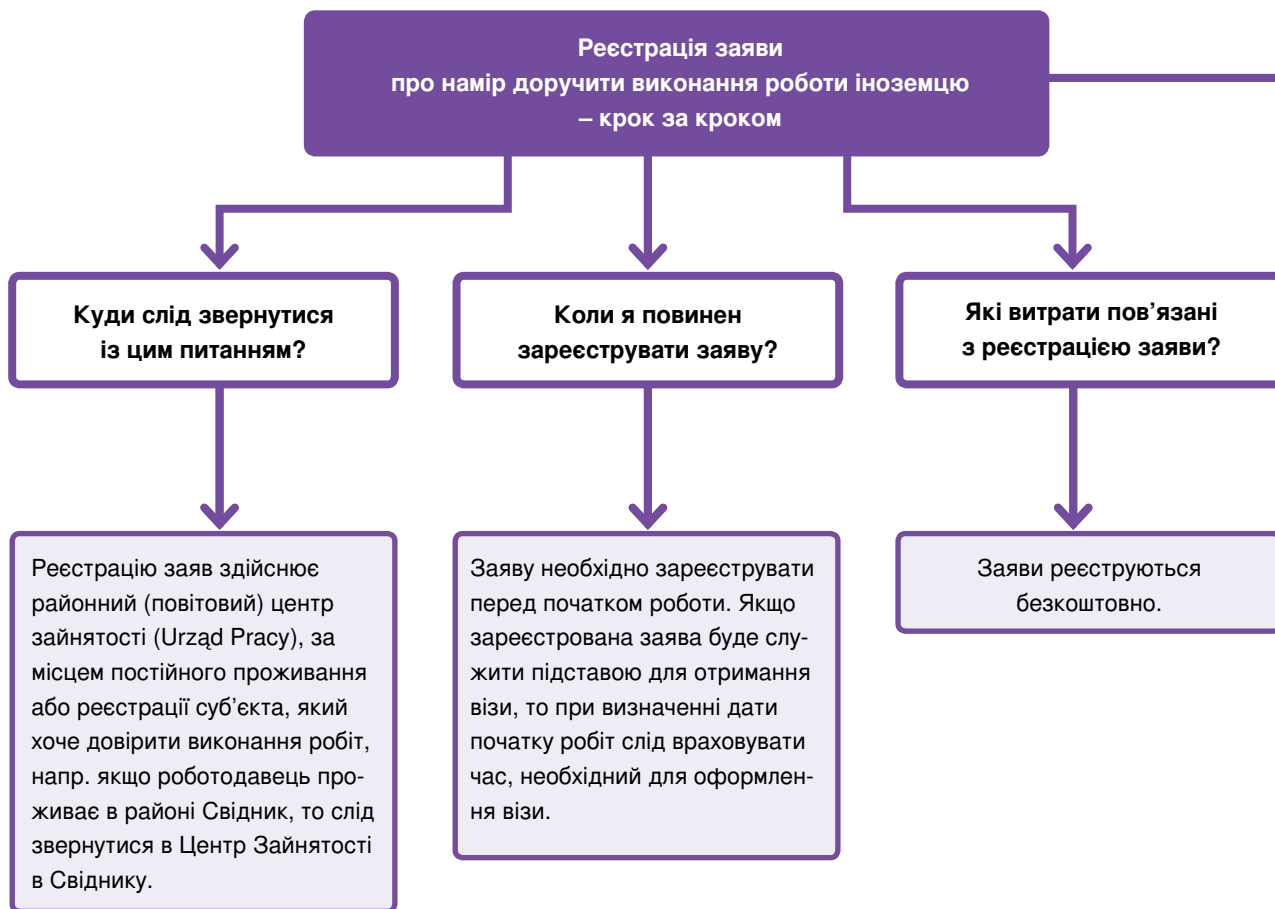 Реєстрація заяви
про намір доручити виконання роботи іноземцю
– крок за кроком
Куди слід звернутися
із цим питанням?
Коли я повинен
зареєструвати заяву?
Які витрати пов’язані
з реєстрацією заяви?
Реєстрацію заяв здійснює
районний (повітовий) центр
зайнятості (Urząd Pracy), за
місцем постійного проживання
або реєстрації суб’єкта, який
хоче довірити виконання робіт,
напр. якщо роботодавець про-
живає в районі Свідник, то слід
звернутися в Центр Зайнятості
в Свіднику.
Заяву необхідно зареєструвати
перед початком роботи. Якщо
зареєстрована заява буде слу-
жити підставою для отримання
візи, то при визначенні дати
початку робіт слід враховувати
час, необхідний для оформлен-
ня візи.
Заяви реєструються
безкоштовно.